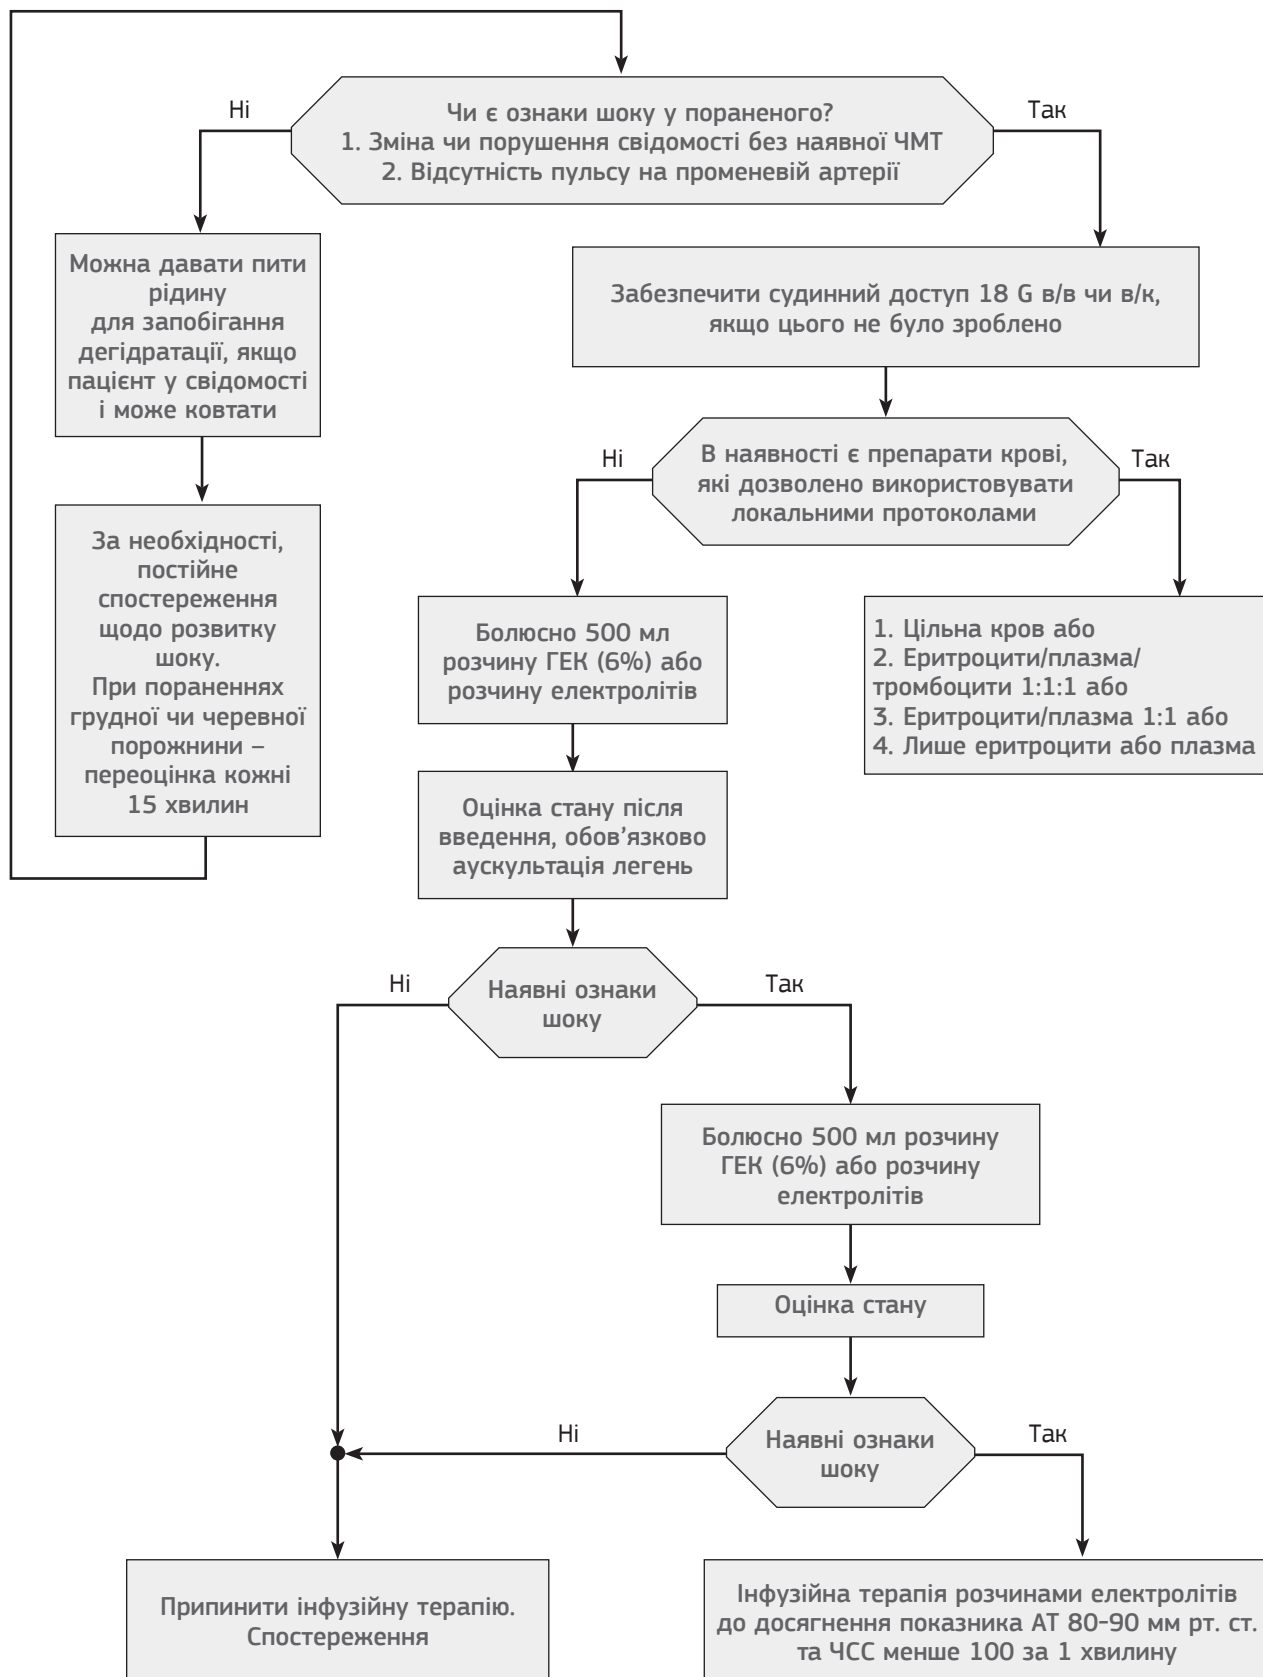 Чи є ознаки шоку у пораненого?
1. Зміна чи порушення свідомості без наявної ЧМТ
2. Відсутність пульсу на променевій артерії
Ні
Так
Можна давати пити
рідину
для запобігання
дегідратації, якщо
пацієнт у свідомості
і може ковтати
Забезпечити судинний доступ 18 G в/в чи в/к,
якщо цього не було зроблено
За необхідності,
постійне
спостереження
щодо розвитку
шоку.
При пораненнях
грудної чи черевної
порожнини –
переоцінка кожні
15 хвилин
В наявності є препарати крові,
які дозволено використовувати
локальними протоколами
Ні
Так
Болюсно 500 мл
розчину ГЕК (6%) або
розчину електролітів
1. Цільна кров або
2. Еритроцити/плазма/
тромбоцити 1:1:1 або
3. Еритроцити/плазма 1:1 або
4. Лише еритроцити або плазма
Оцінка стану після
введення, обов’язково
аускультація легень
Наявні ознаки
шоку
Ні
Так
Болюсно 500 мл розчину
ГЕК (6%) або розчину
електролітів
Оцінка стану
Наявні ознаки
шоку
Ні
Так
Припинити інфузійну терапію.
Спостереження
Інфузійна терапія розчинами електролітів
до досягнення показника АТ 80-90 мм рт. ст.
та ЧСС менше 100 за 1 хвилину